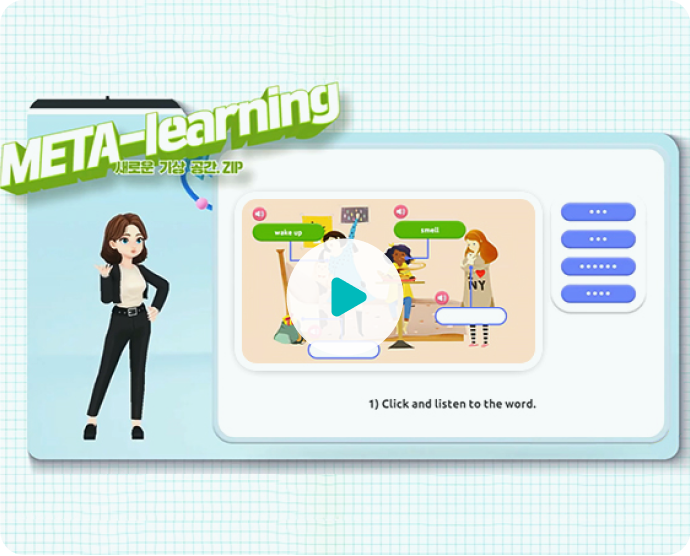 META-learning
새로운 가상 공간.ZIP
wake up
smell
NY
1) Click and listen to the word.